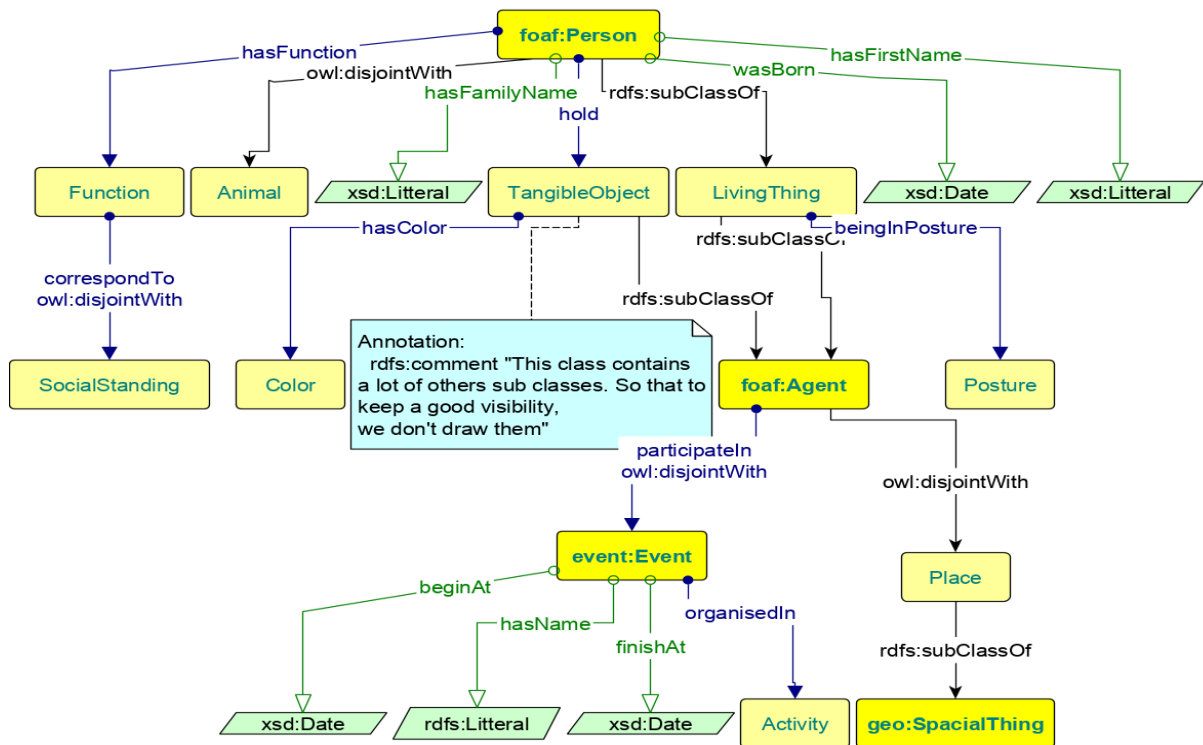 foaf:Person
hasFunction
owl:disjointWith
hasFamilyName
hold
rdfs:subClassOf
wasBorn
hasFirstName
Function
Animal
xsd:Litteral
TangibleObject
LivingThing
xsd:Date
xsd:Litteral
hasColor
rdfs:subClassOf
beingInPosture
correspondTo
owl:disjointWith
rdfs:subClassOf
SocialStanding
Color
Annotation:
rdfs:comment "This class contains
a lot of others sub classes. So that to
keep a good visibility,
we don't draw them"
foaf:Agent
Posture
participateIn
owl:disjointWith
owl:disjointWith
event:Event
Place
beginAt
hasName
finishAt
organisedIn
rdfs:subClassOf
xsd:Date
rdfs:Litteral
xsd:Date
Activity
geo:SpacialThing